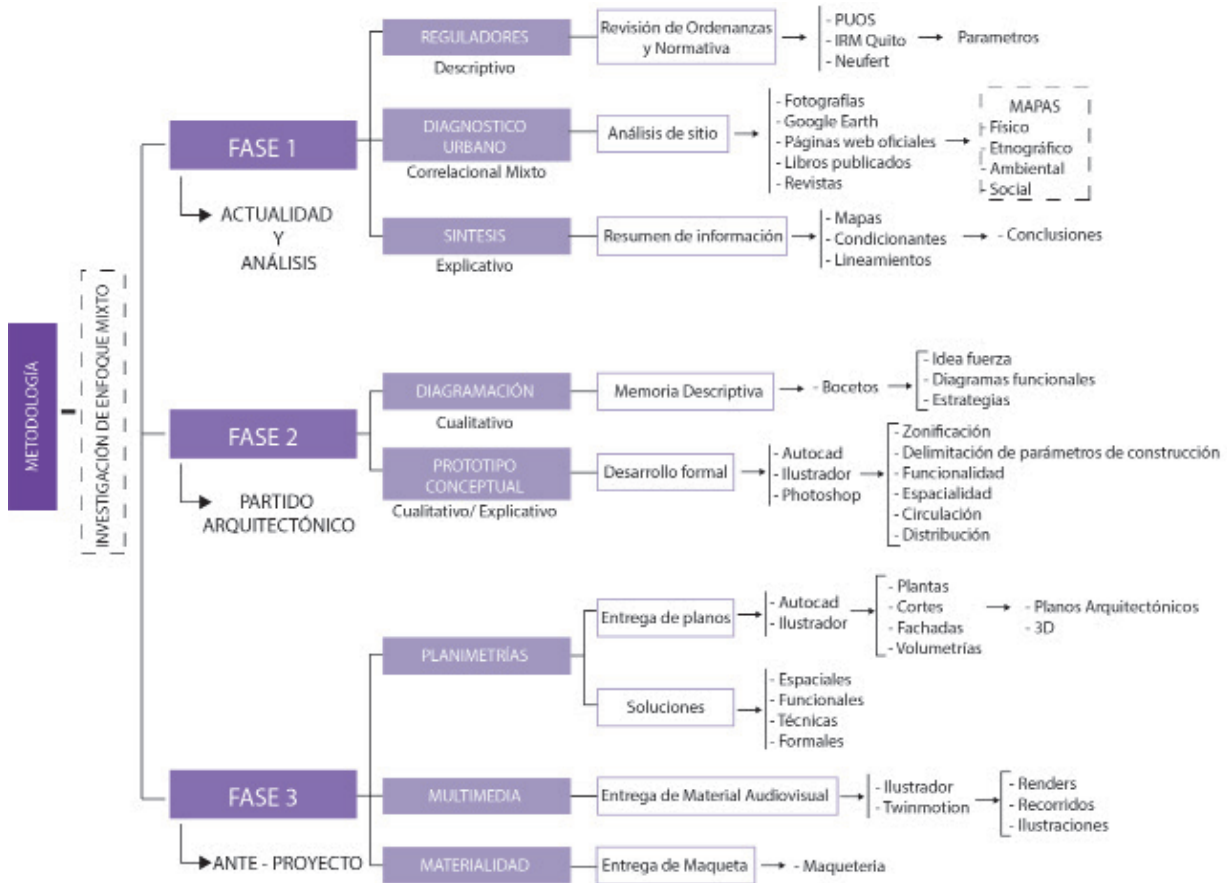 METODOLOGÍA
INVESTIGACIÓN DE ENFOQUE MIXTO
FASE 1
ACTUALIDAD
Y
ANÁLISIS
REGULADORES
Descriptivo
Revisión de Ordenanzas
y Normativa
- PUOS
- IRM Quito
- Neufert
Parametros
DIAGNOSTICO
URBANO
Correlacional Mixto
Análisis de sitio
- Fotografías
- Google Earth
- Páginas web oficiales
- Libros publicados
- Revistas
MAPAS
- Físico
- Etnográfico
- Ambiental
- Social
SINTESIS
Explicativo
Resumen de información
- Mapas
- Condicionantes
- Lineamientos
- Conclusiones
FASE 2
PARTIDO
ARQUITECTÓNICO
DIAGRAMACIÓN
Cualitativo
Memoria Descriptiva
- Bocetos
- Idea fuerza
- Diagramas funcionales
- Estrategias
PROTOTIPO
CONCEPTUAL
Cualitativo/ Explicativo
Desarrollo formal
- Autocad
- Ilustrador
- Photoshop
- Zonificación
- Delimitación de parámetros de construcción
- Funcionalidad
- Espacialidad
- Circulación
- Distribución
FASE 3
ANTE - PROYECTO
PLANIMETRÍAS
Entrega de planos
- Autocad
- Ilustrador
- Plantas
- Cortes
- Fachadas
- Volumetrías
- Planos Arquitectónicos
- 3D
Soluciones
- Espaciales
- Funcionales
- Técnicas
- Formales
MULTIMEDIA
Entrega de Material Audiovisual
- Ilustrador
- Twinmotion
- Renders
- Recorridos
- Ilustraciones
MATERIALIDAD
Entrega de Maqueta
- Maqueteria